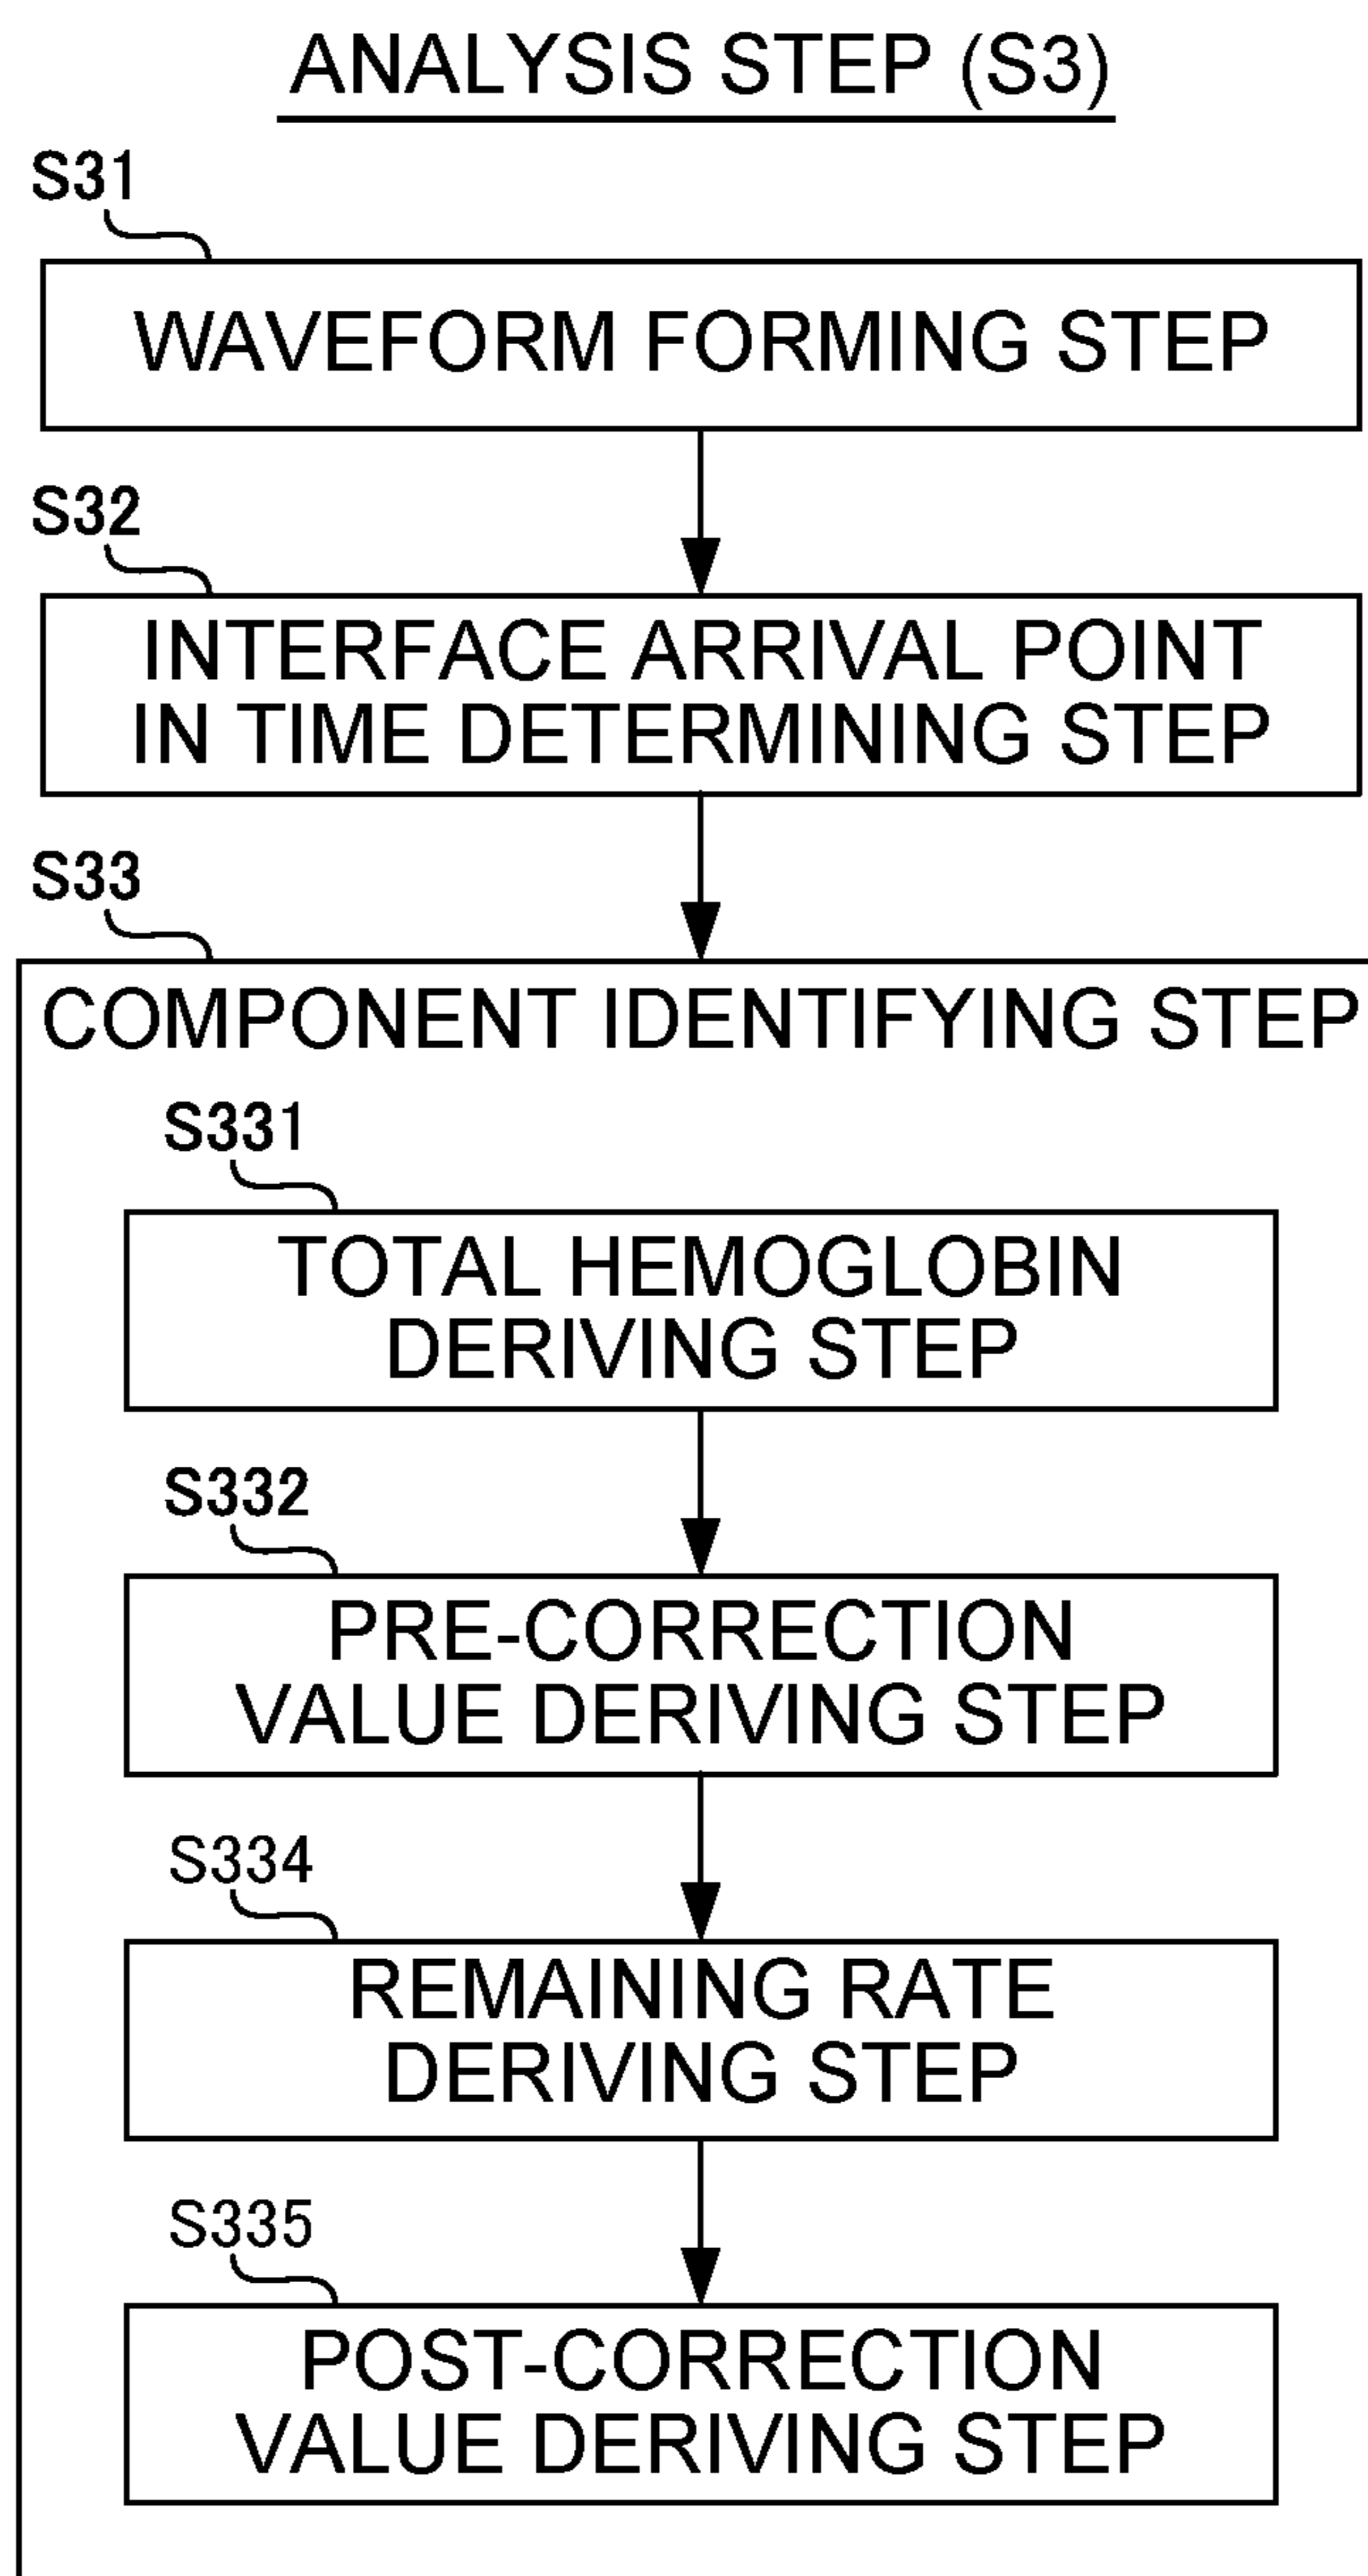 ANALYSIS STEP (S3)
S31
WAVEFORM FORMING STEP
S32
INTERFACE ARRIVAL POINT
IN TIME DETERMINING STEP
S33
COMPONENT IDENTIFYING STEP
S331
TOTAL HEMOGLOBIN
DERIVING STEP
S332
PRE-CORRECTION
VALUE DERIVING STEP
S334
REMAINING RATE
DERIVING STEP
S335
POST-CORRECTION
VALUE DERIVING STEP